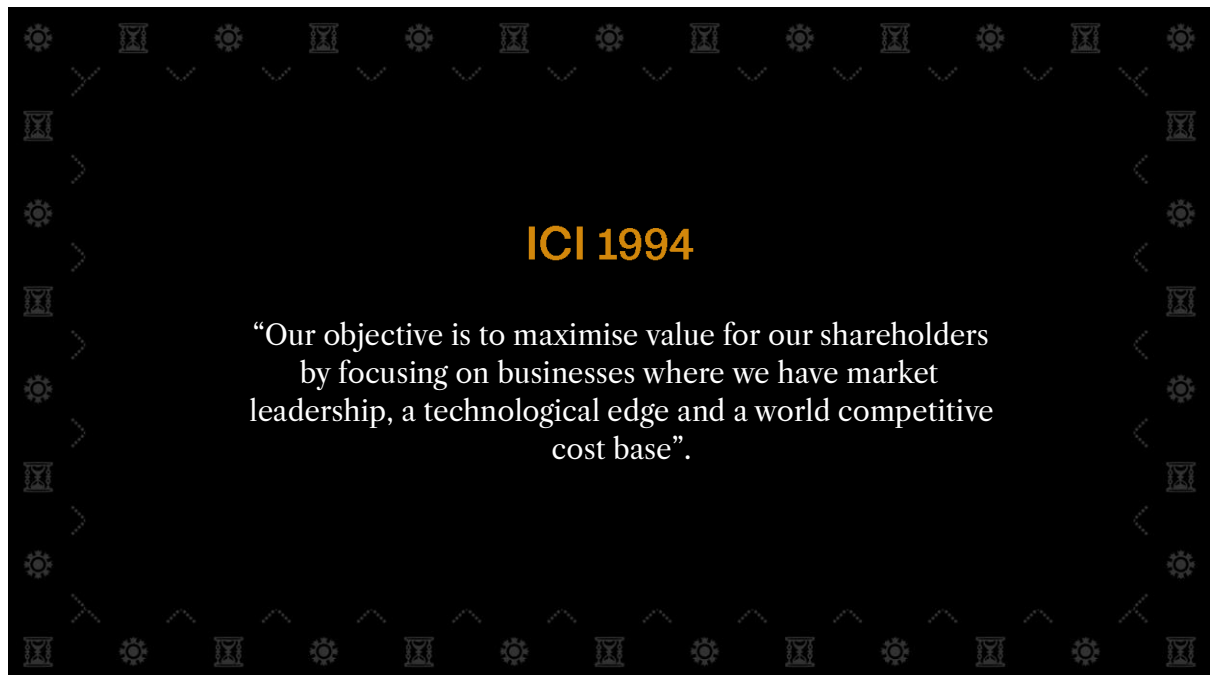 ICI 1994
“Our objective is to maximise value for our shareholders
by focusing on businesses where we have market
leadership, a technological edge and a world competitive
cost base”.